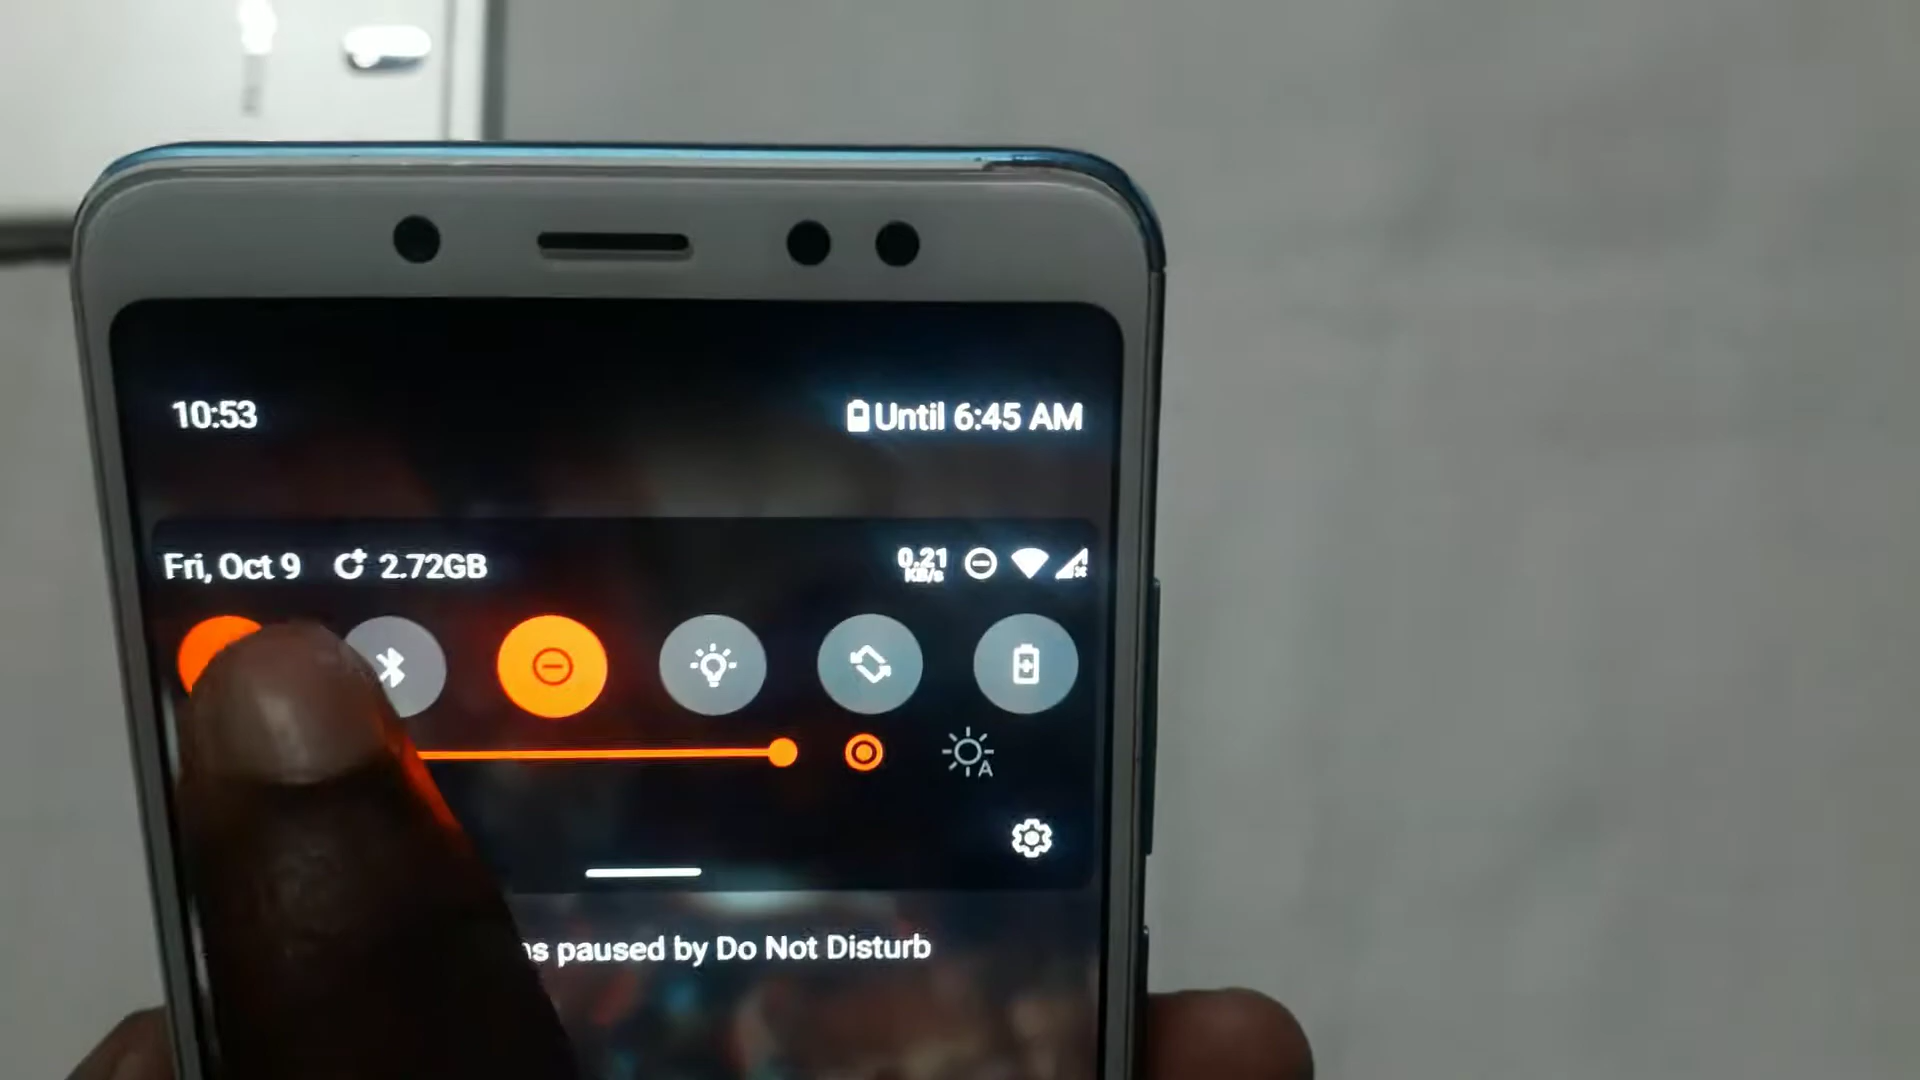 10:53
Until 6:45 AM
Fri, Oct 9
2.72GB
0.21
KB/s
paused by Do Not Disturb